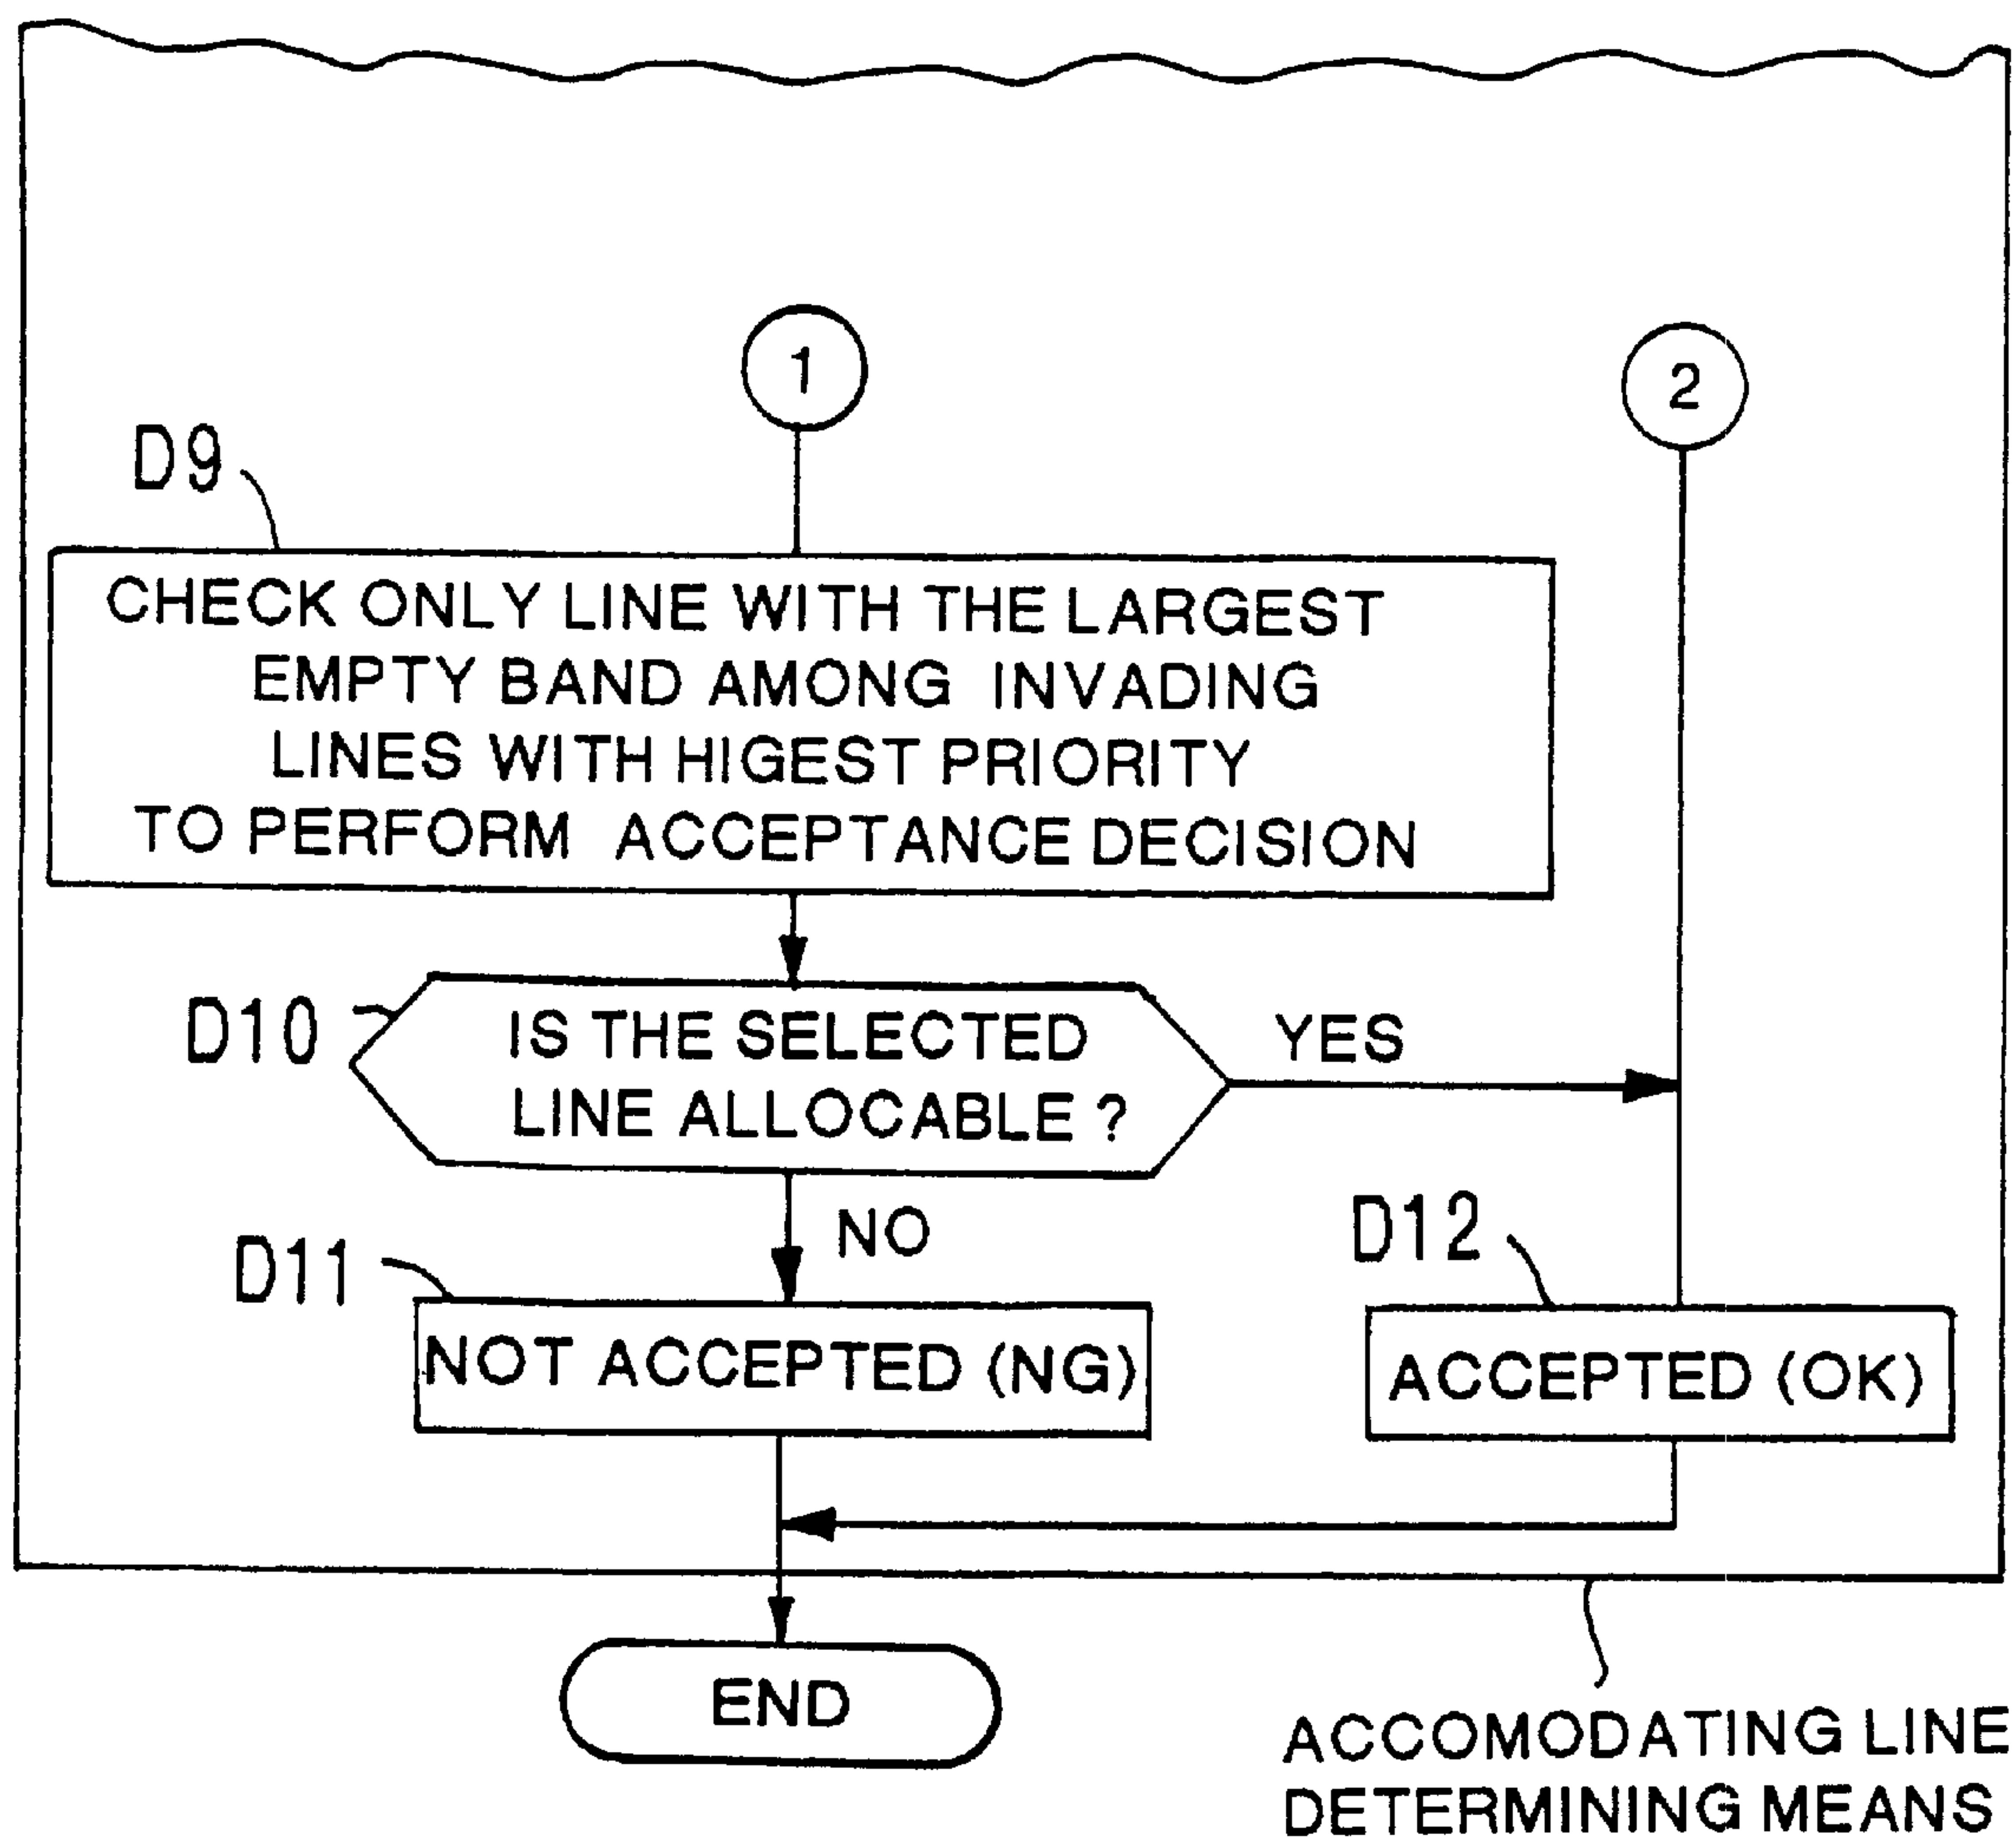 1
2
D9
CHECK ONLY LINE WITH THE LARGEST
EMPTY BAND AMONG INVADING
LINES WITH HIGEST PRIORITY
TO PERFORM ACCEPTANCE DECISION
D10
IS THE SELECTED
LINE ALLOCABLE ?
YES
NO
D11
NOT ACCEPTED (NG)
D12
ACCEPTED (OK)
END
ACCOMODATING LINE
DETERMINING MEANS